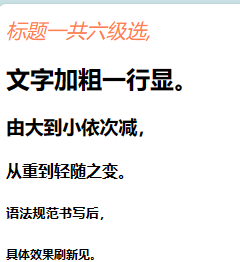 标题一共六级选,
文字加粗一行显。
由大到小依次减，
从重到轻随之变。
语法规范书写后，
具体效果刷新见。